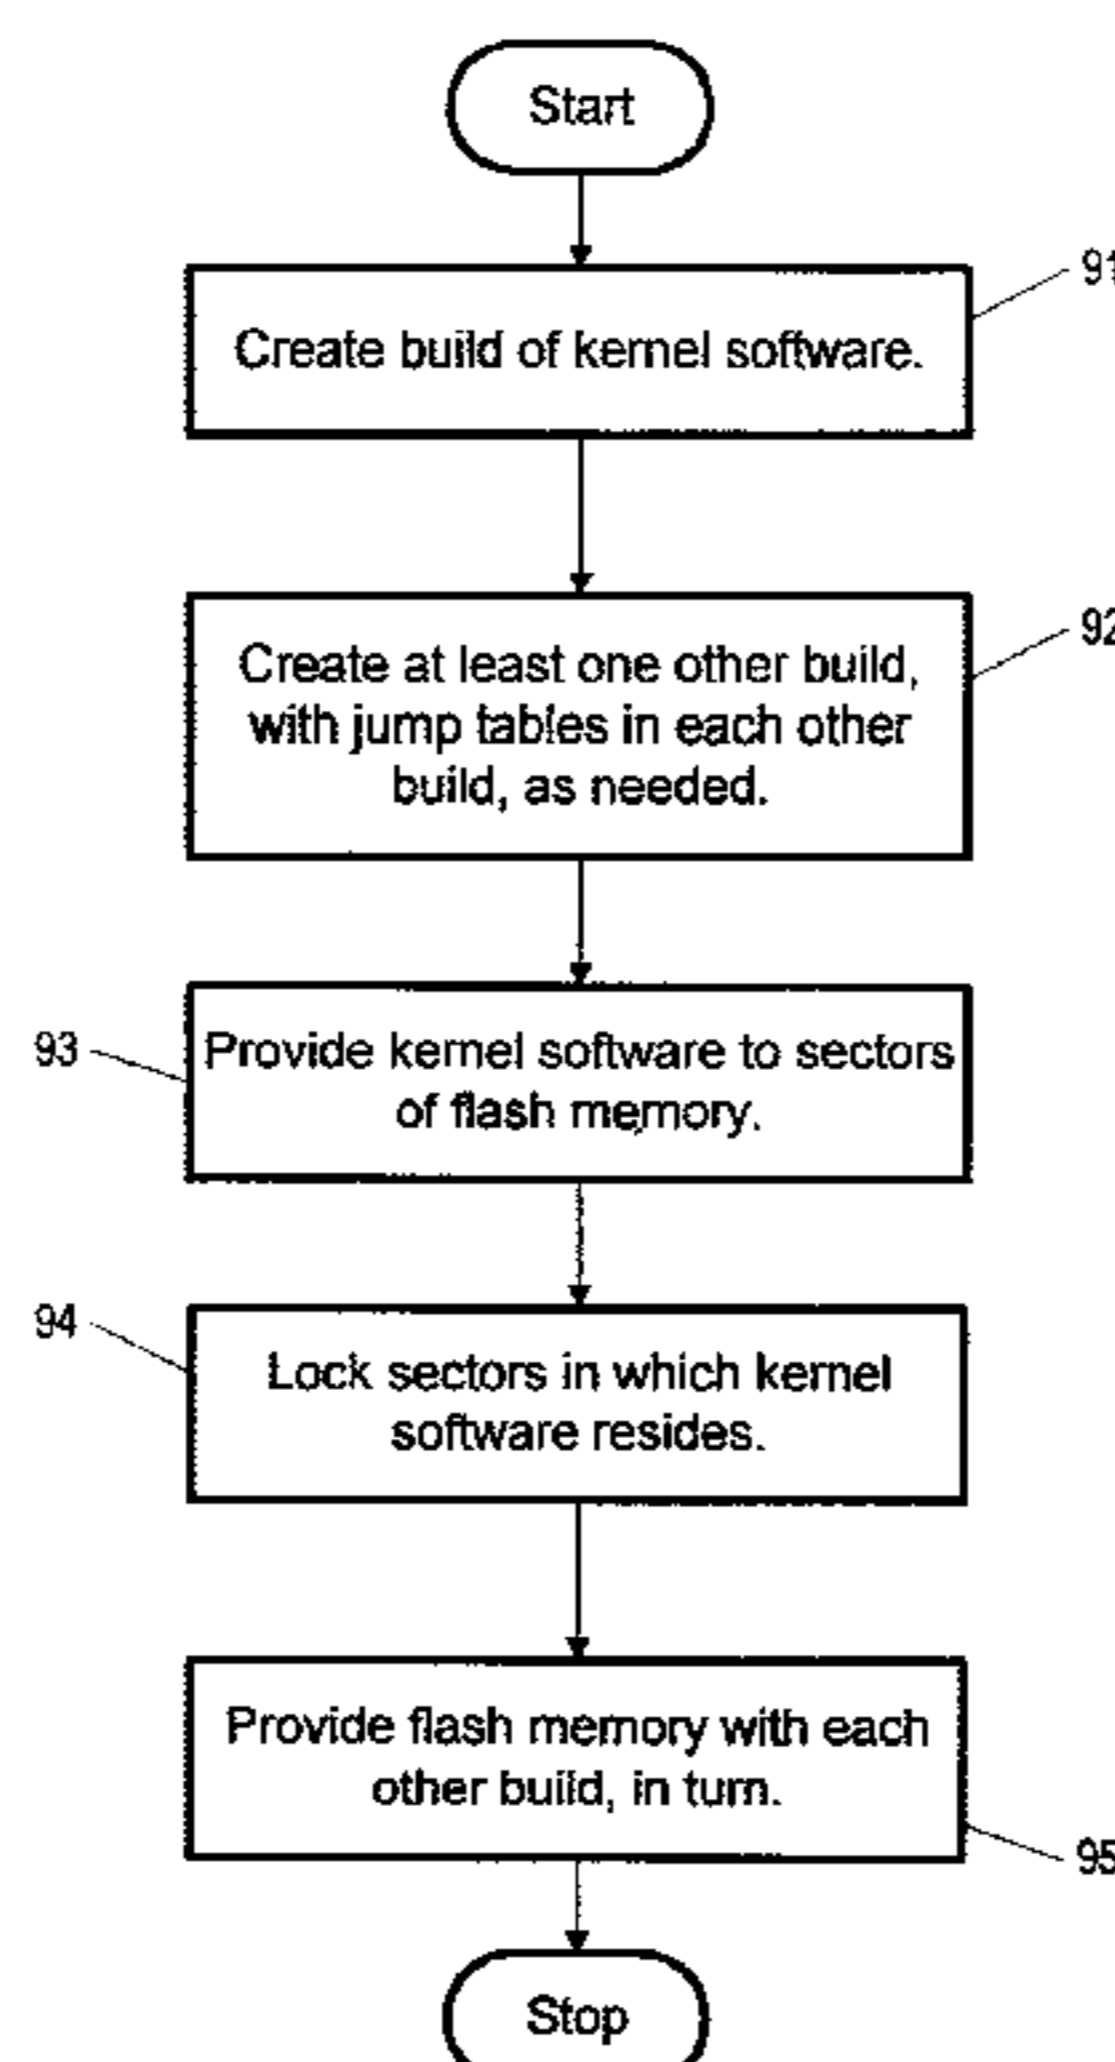 Start
91
Create build of kernel software.
92
Create at least one other build,
with jump tables in each other
build, as needed.
93
Provide kernel software to sectors
of flash memory.
94
Lock sectors in which kernel
software resides.
Provide flash memory with each
other build, in turn.
95
Stop